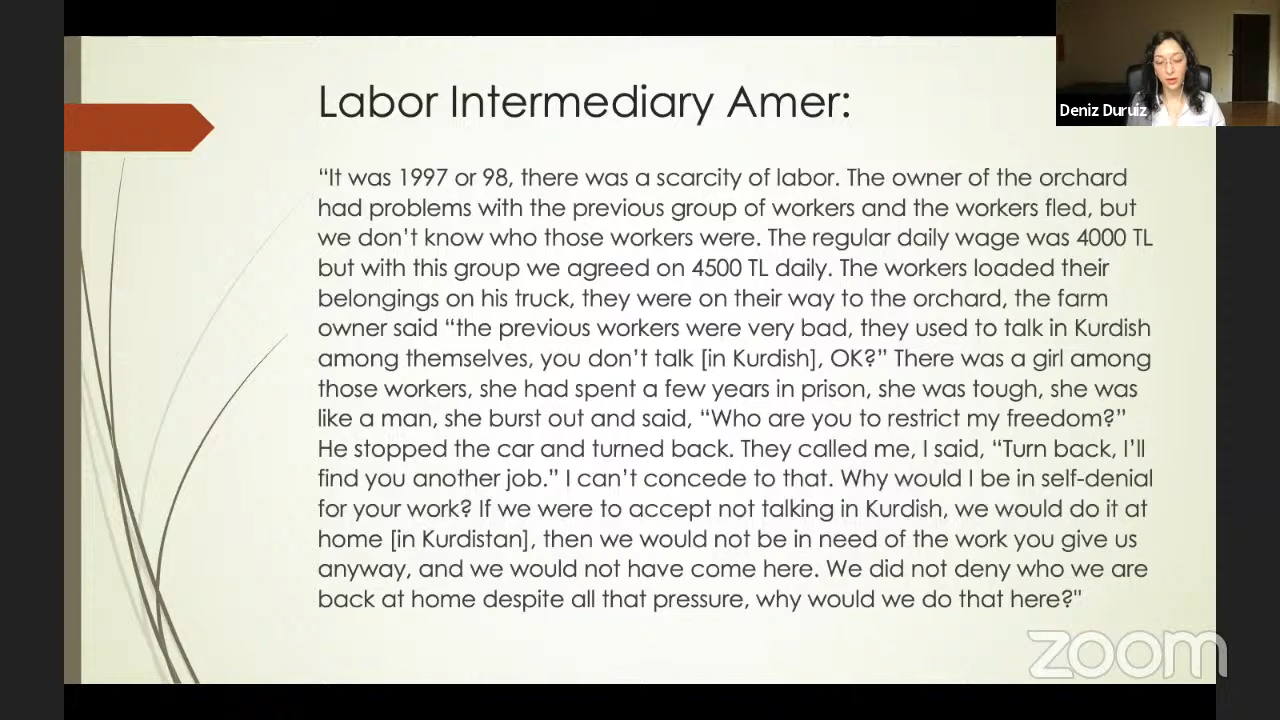 Labor Intermediary Amer:
Deniz Duruiz
“It was 1997 or 98, there was a scarcity of labor. The owner of the orchard
had problems with the previous group of workers and the workers fled, but
we don’t know who those workers were. The regular daily wage was 4000 TL
but with this group we agreed on 4500 TL daily. The workers loaded their
belongings on his truck, they were on their way to the orchard, the farm
owner said “the previous workers were very bad, they used to talk in Kurdish
among themselves, you don’t talk [in Kurdish], OK?” There was a girl among
those workers, she had spent a few years in prison, she was tough, she was
like a man, she burst out and said, “Who are you to restrict my freedom?”
He stopped the car and turned back. They called me, I said, “Turn back, I’ll
find you another job.” I can’t concede to that. Why would I be in self-denial
for your work? If we were to accept not talking in Kurdish, we would do it at
home [in Kurdistan], then we would not be in need of the work you give us
anyway, and we would not have come here. We did not deny who we are
back at home despite all that pressure, why would we do that here?"
zoom